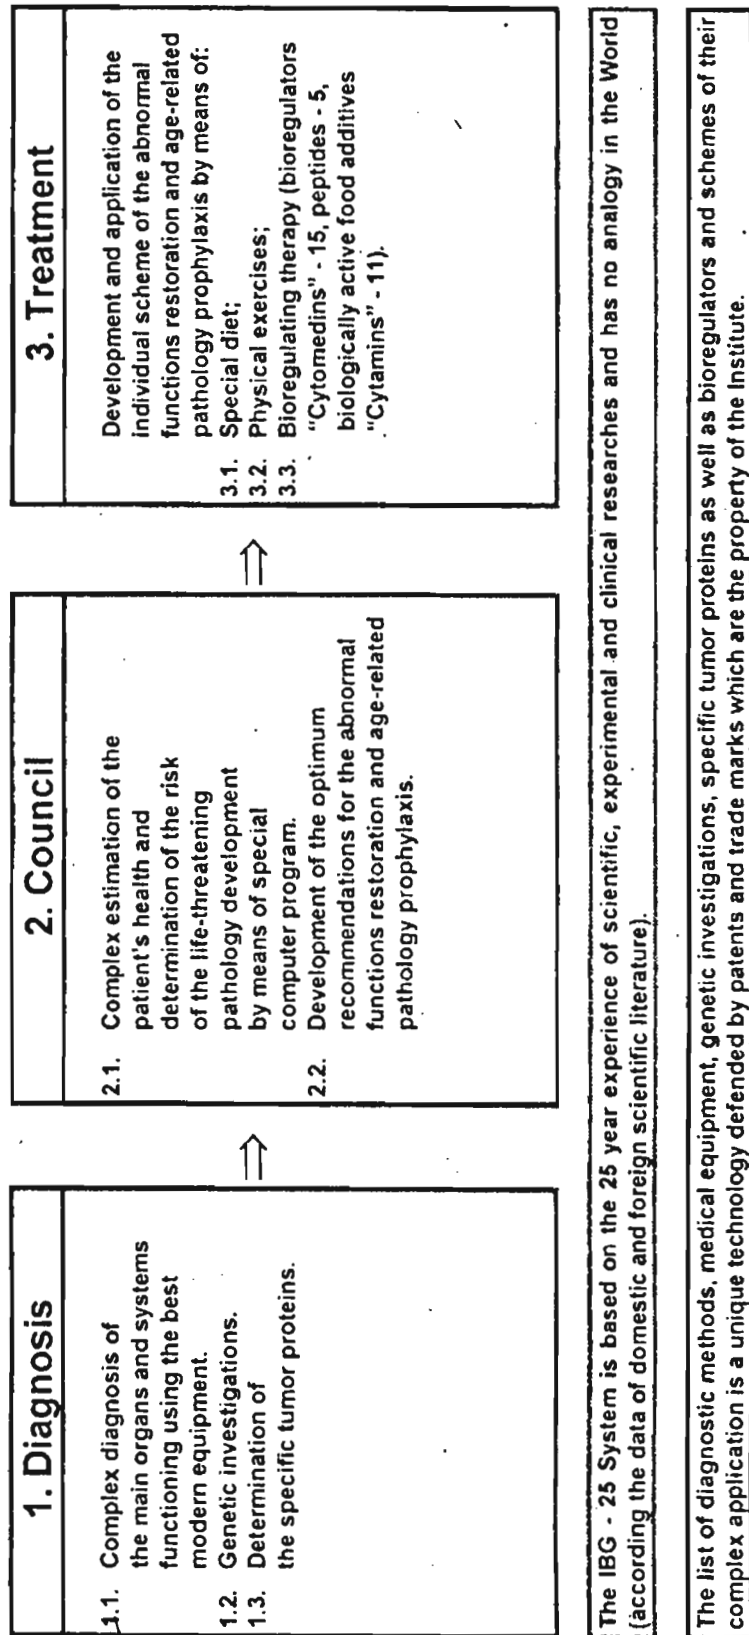 1. Diagnosis
1.1. Complex diagnosis of
the main organs and systems
functioning using the best
modern equipment.
1.2. Genetic investigations.
1.3. Determination of
the specific tumor proteins.
⇒
2. Council
2.1. Complex estimation of the
patient's health and
determination of the risk
of the life-threatening
pathology development
by means of special
computer program.
2.2. Development of the optimum
recommendations for the abnormal
functions restoration and age-related
pathology prophylaxis.
⇒
3. Treatment
Development and application of the
individual scheme of the abnormal
functions restoration and age-related
pathology prophylaxis by means of:
3.1. Special diet;
3.2. Physical exercises;
3.3. Bioregulating therapy (bioregulators
"Cytomedins" - 15, peptides - 5,
biologically active food additives
"Cytamins" - 11).
The IBG - 25 System is based on the 25 year experience of scientific, experimental and clinical researches and has no analogy in the World
(according the data of domestic and foreign scientific literature).
The list of diagnostic methods, medical equipment, genetic investigations, specific tumor proteins as well as bioregulators and schemes of their
complex application is a unique technology defended by patents and trade marks which are the property of the Institute.